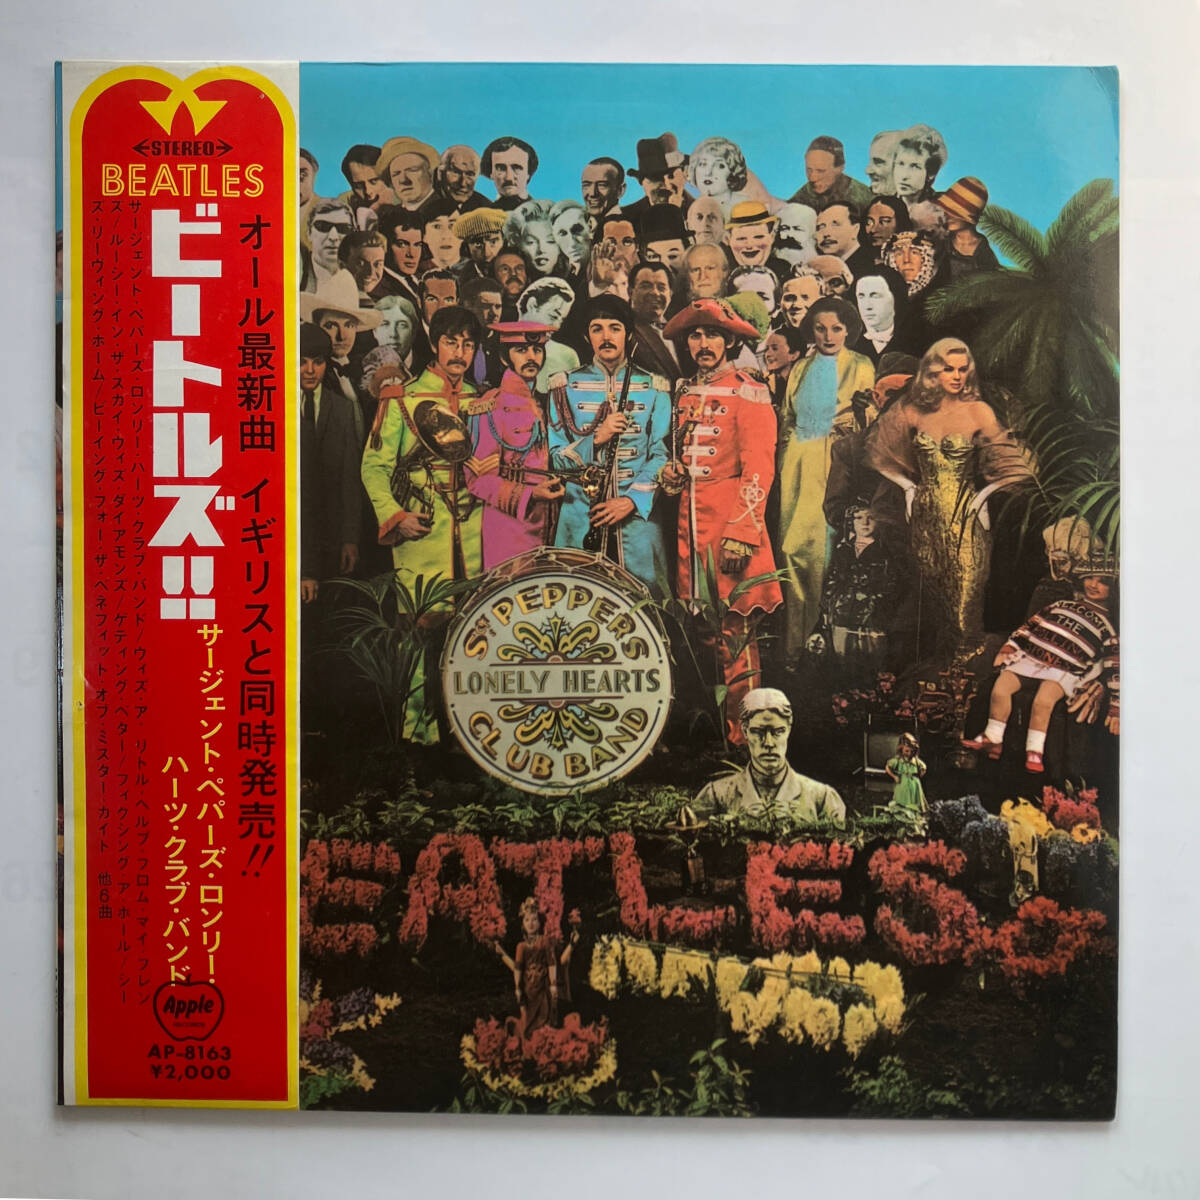 STEREO
BEATLES
ビートルズ!!
オール最新曲 イギリスと同時発売!!
サージェント・ペパーズ・ロンリー・
ハーツ・クラブ・バンド
サージェント・ペパーズ ロンリー・ハーツ・クラブ・バンド/ウィズ・ア・リトル・ヘルプ・フロム・マイ・フレン
ズ/ルーシー・イン・ザ・スカイ・ウィズ・ダイアモンズ/ゲティング・ベター/フィクシング・ア・ホール/シー
ズ・リーヴィング・ホーム/ビーイング・フォー・ザ・ベネフィット・オブ・ミスター・カイト 他6曲
Apple
RECORDS
AP-8163
¥2,000
SGT PEPPERS
LONELY HEARTS
CLUB BAND
WELCOME
THE
EATLES